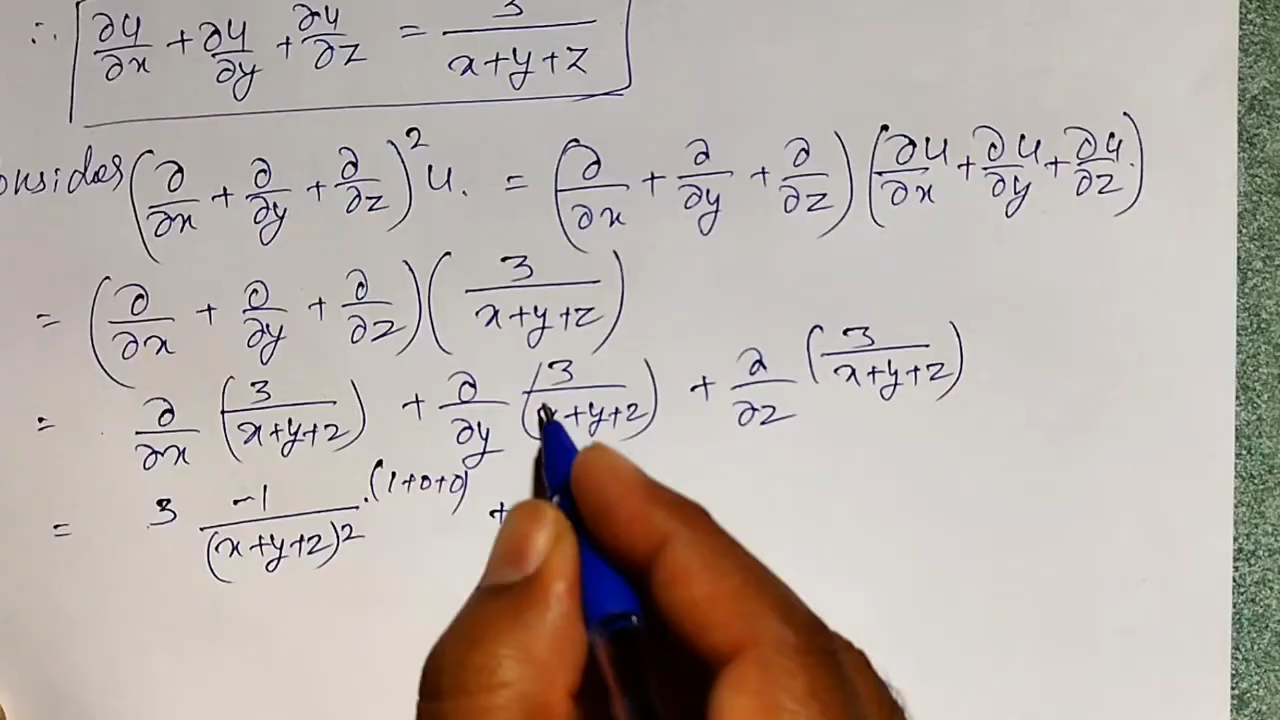 ∴ ∂u/∂x + ∂u/∂y + ∂u/∂z = 3/(x+y+z)
onsider (∂/∂x + ∂/∂y + ∂/∂z)² u. = (∂/∂x + ∂/∂y + ∂/∂z)(∂u/∂x + ∂u/∂y + ∂u/∂z)
= (∂/∂x + ∂/∂y + ∂/∂z)(3/(x+y+z))
= ∂/∂x (3/(x+y+z)) + ∂/∂y (3/(x+y+z)) + ∂/∂z (3/(x+y+z))
= 3 -1/(x+y+z)² .(1+0+0) +